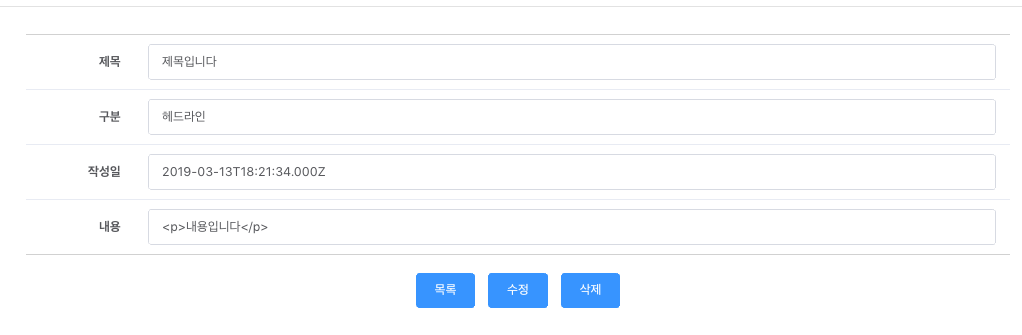 제목 제목입니다
구분 헤드라인
작성일 2019-03-13T18:21:34.000Z
내용 <p>내용입니다</p>
목록 수정 삭제